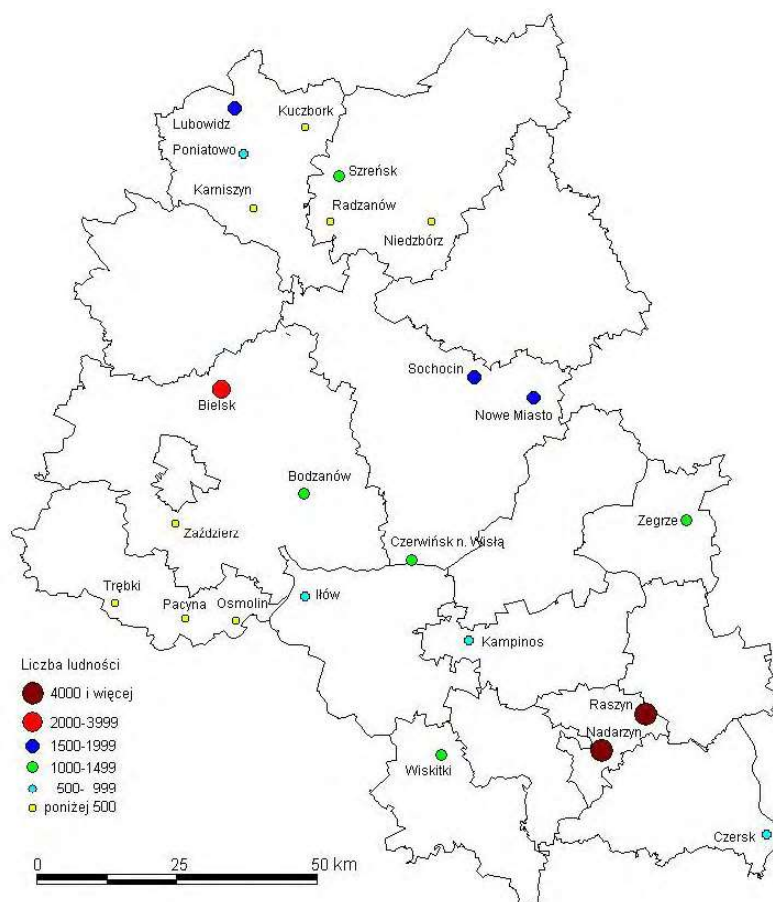 Kuczbork
Lubowidz
Poniatowo
Szreńsk
Karniszyn
Radzanów
Niedzbórz
Sochocin
Bielsk
Nowe Miasto
Bodzanów
Zegrze
Zaździerz
Czerwińsk n. Wisłą
Trębki
Iłów
Pacyna
Osmolin
Kampinos
Liczba ludności
4000 i więcej
2000-3999
1500-1999
1000-1499
500- 999
poniżej 500
Raszyn
Nadarzyn
Wiskitki
Czersk
0 25 50 km